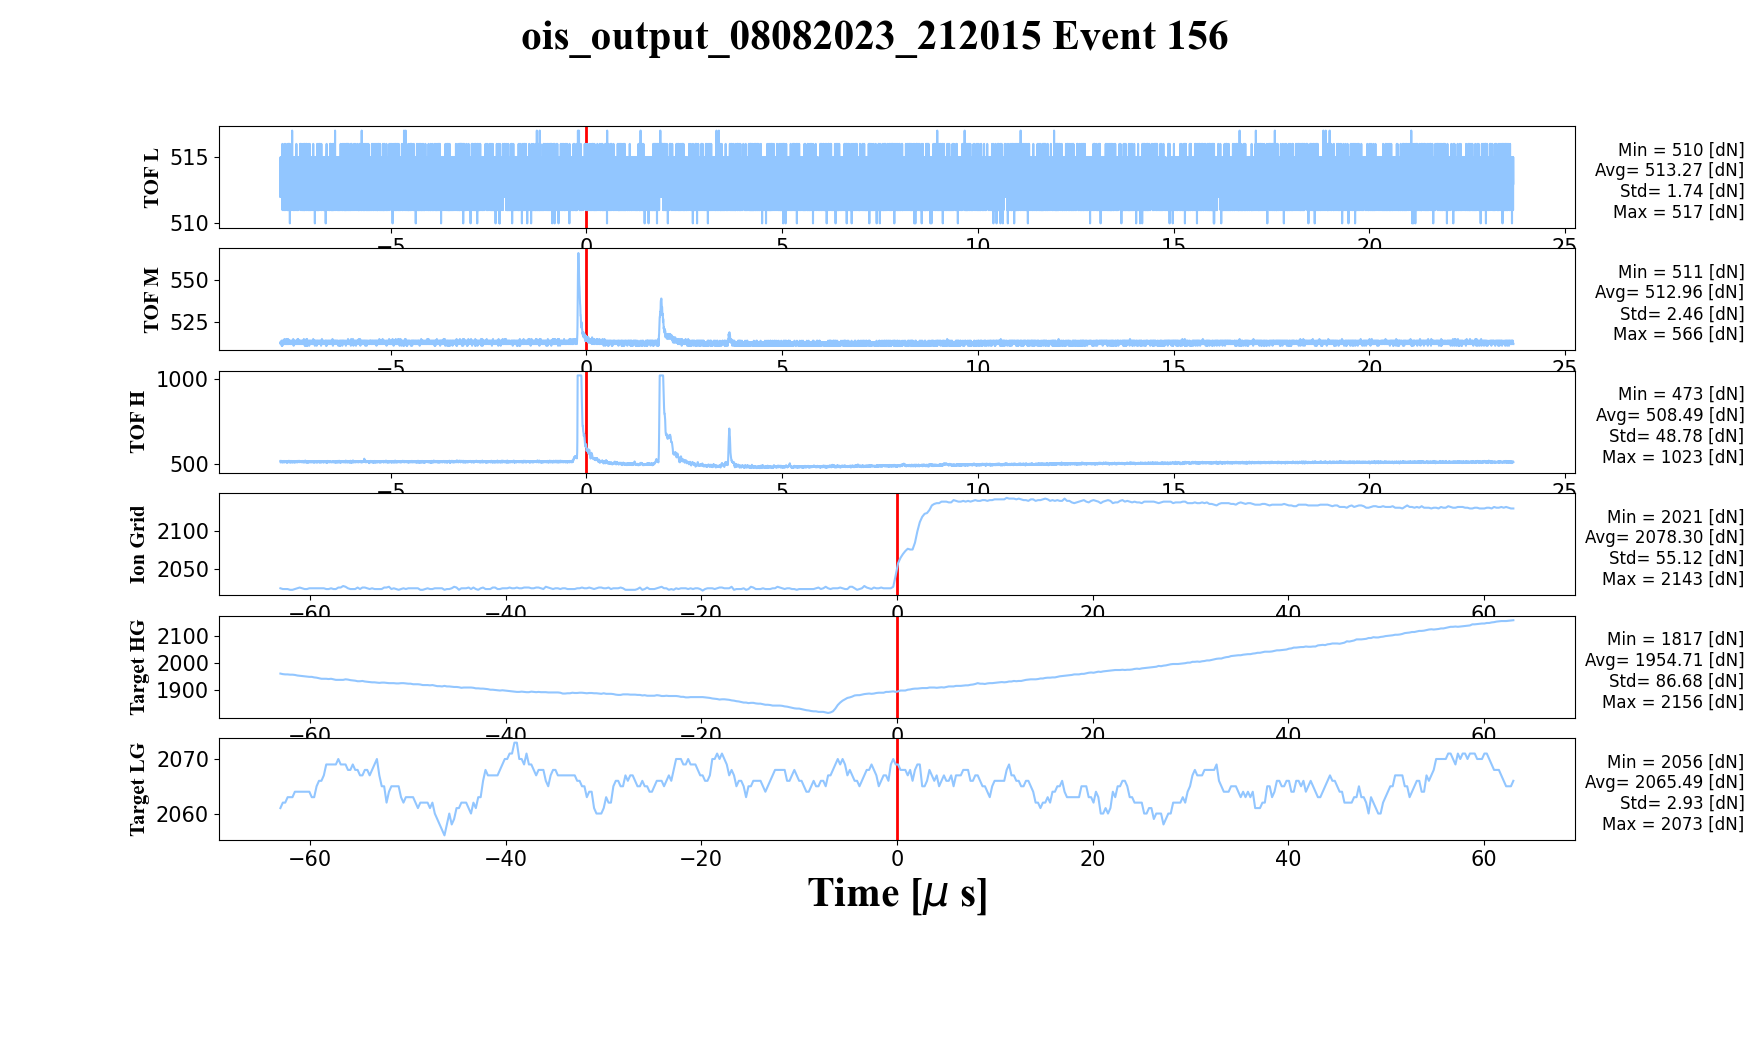 ois_output_08082023_212015 Event 156
TOF L
515
510
−5
0
5
10
15
20
25
Min = 510 [dN]
Avg= 513.27 [dN]
Std= 1.74 [dN]
Max = 517 [dN]
TOF M
550
525
−5
0
5
10
15
20
25
Min = 511 [dN]
Avg= 512.96 [dN]
Std= 2.46 [dN]
Max = 566 [dN]
TOF H
1000
500
−5
0
5
10
15
20
25
Min = 473 [dN]
Avg= 508.49 [dN]
Std= 48.78 [dN]
Max = 1023 [dN]
Ion Grid
2100
2050
−60
−40
−20
0
20
40
60
Min = 2021 [dN]
Avg= 2078.30 [dN]
Std= 55.12 [dN]
Max = 2143 [dN]
Target HG
2100
2000
1900
−60
−40
−20
0
20
40
60
Min = 1817 [dN]
Avg= 1954.71 [dN]
Std= 86.68 [dN]
Max = 2156 [dN]
Target LG
2070
2060
−60
−40
−20
0
20
40
60
Min = 2056 [dN]
Avg= 2065.49 [dN]
Std= 2.93 [dN]
Max = 2073 [dN]
Time [μ s]